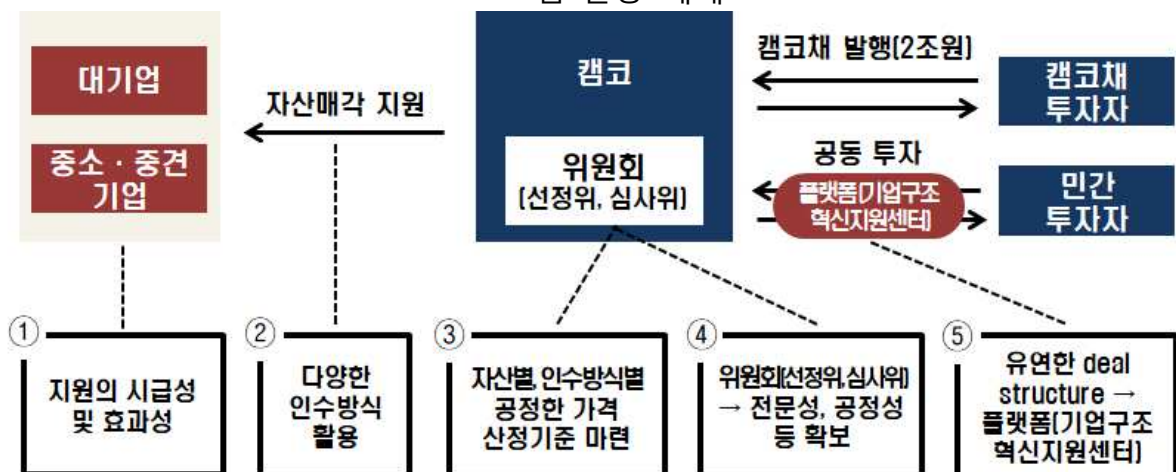 대기업
중소·중견
기업
자산매각 지원
캠코
위원회
(선정위, 심사위)
캠코채 발행(2조원)
캠코채
투자자
공동 투자
플랫폼(기업구조
혁신지원센터)
민간
투자자
①
지원의 시급성
및 효과성
②
다양한
인수방식
활용
③
자산별, 인수방식별
공정한 가격
산정기준 마련
④
위원회(선정위,심사위)
→ 전문성, 공정성
등 확보
⑤
유연한 deal
structure →
플랫폼(기업구조
혁신지원센터)